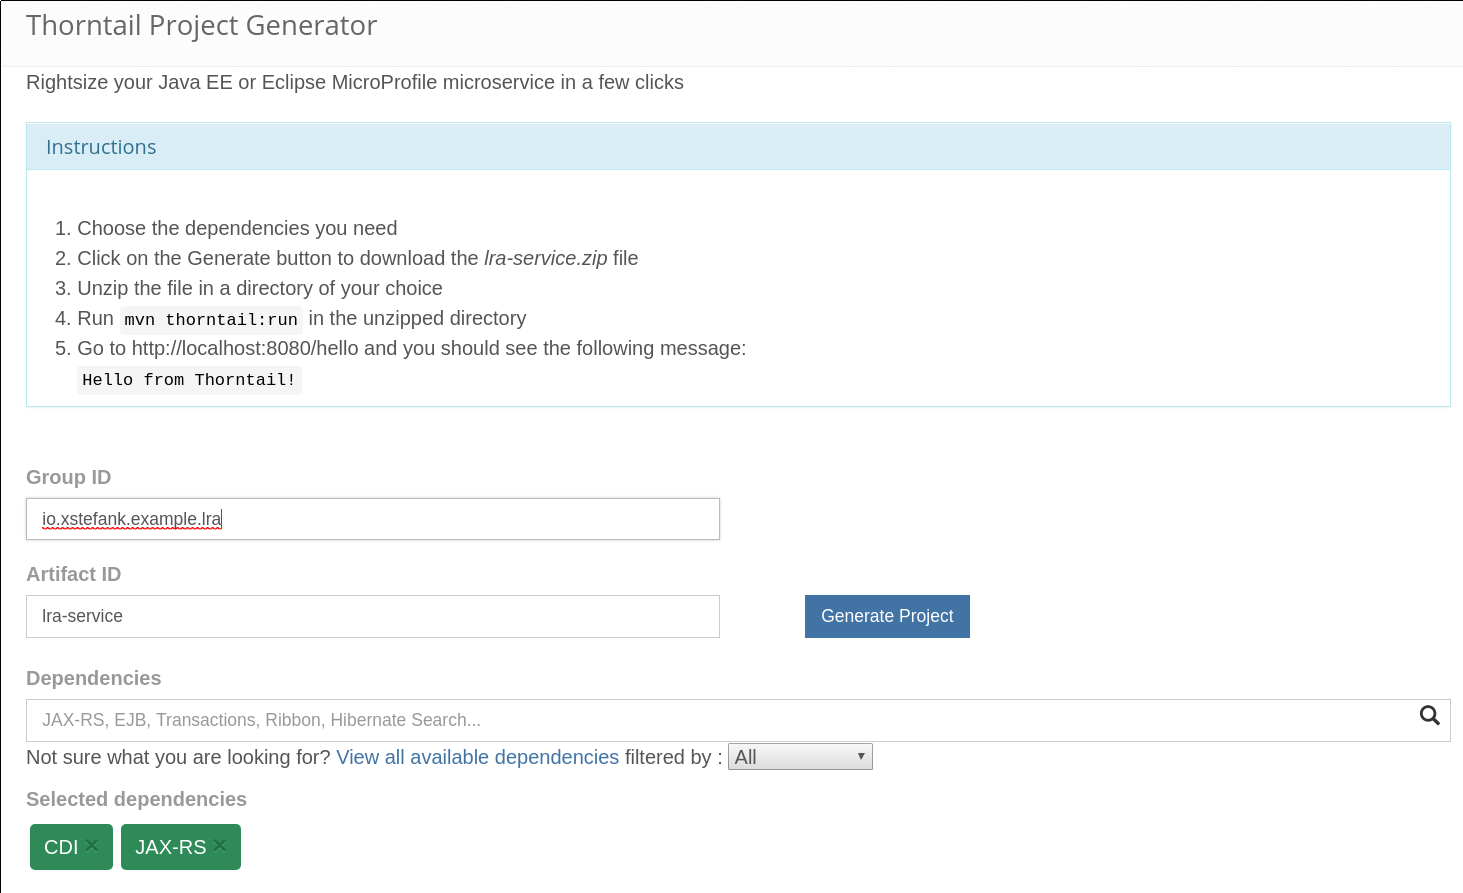 Thorntail Project Generator
Rightsize your Java EE or Eclipse MicroProfile microservice in a few clicks
Instructions
1. Choose the dependencies you need
2. Click on the Generate button to download the lra-service.zip file
3. Unzip the file in a directory of your choice
4. Run mvn thorntail:run in the unzipped directory
5. Go to http://localhost:8080/hello and you should see the following message:
Hello from Thorntail!
Group ID
io.xstefank.example.lra
Artifact ID
lra-service
Generate Project
Dependencies
JAX-RS, EJB, Transactions, Ribbon, Hibernate Search...
Not sure what you are looking for? View all available dependencies filtered by : All
Selected dependencies
CDI × JAX-RS ×